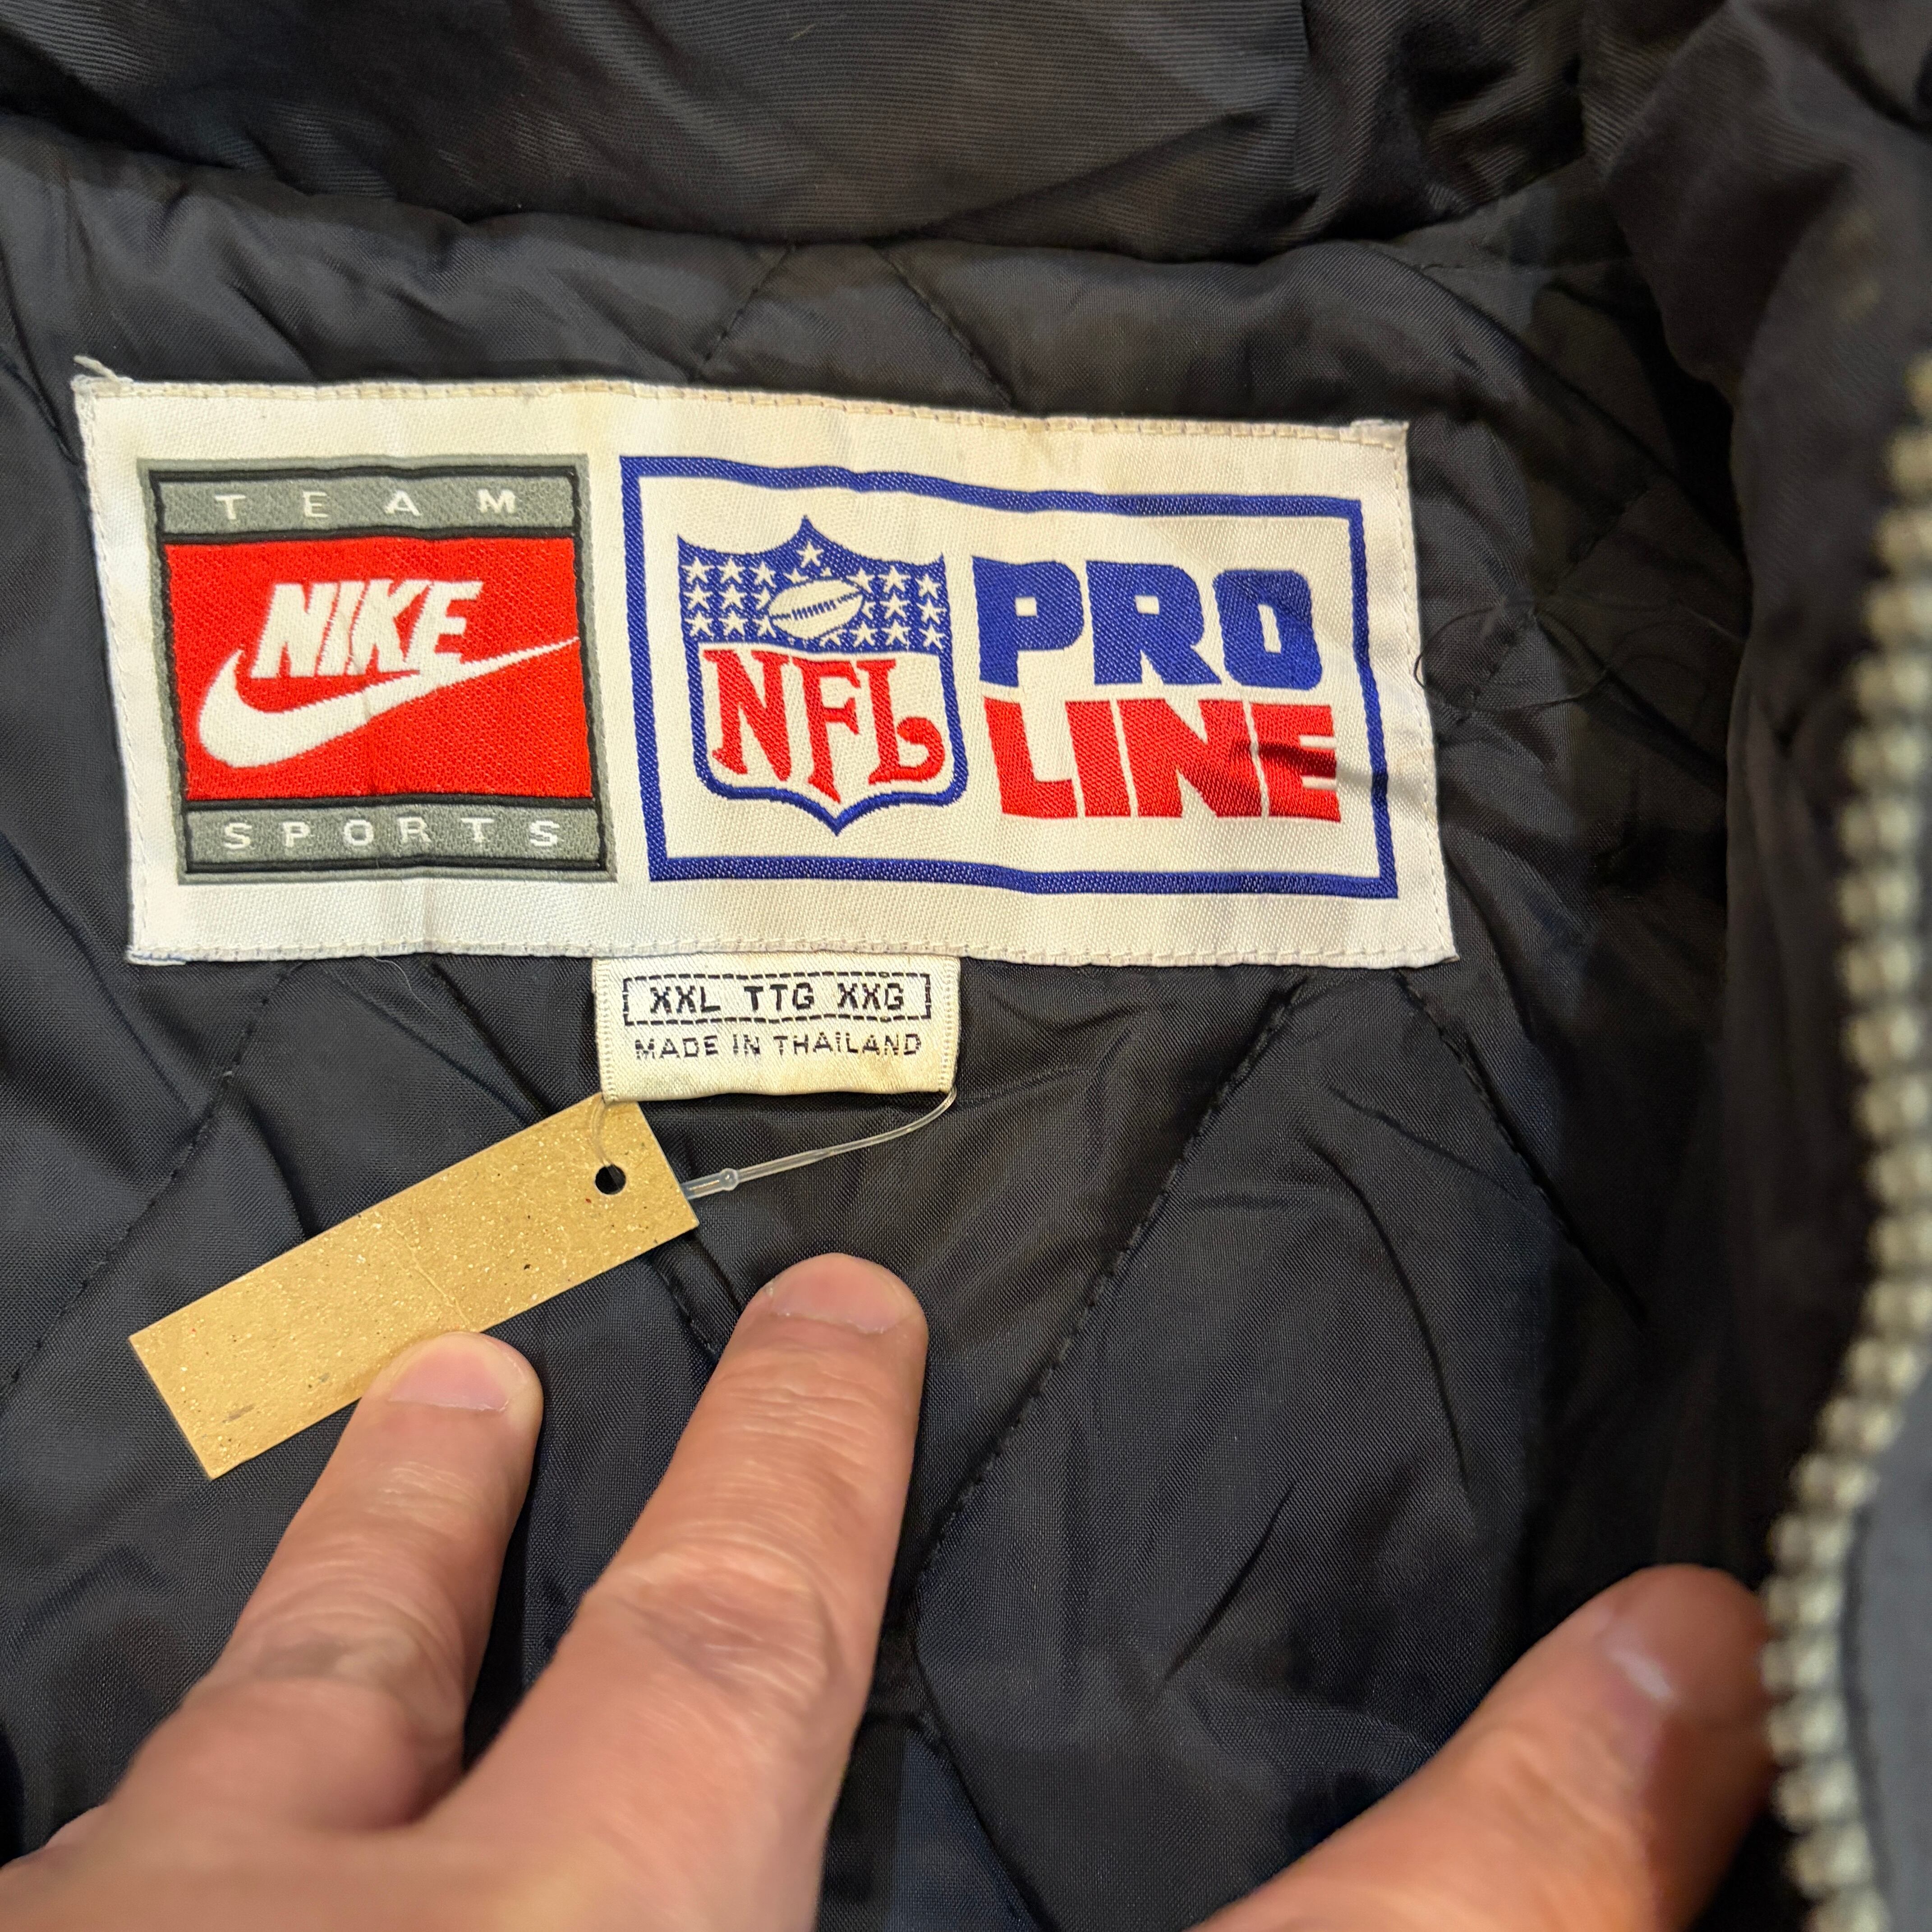 TEAM
NIKE
SPORTS
NFL
PRO
LINE
XXL TTG XXG
MADE IN THAILAND